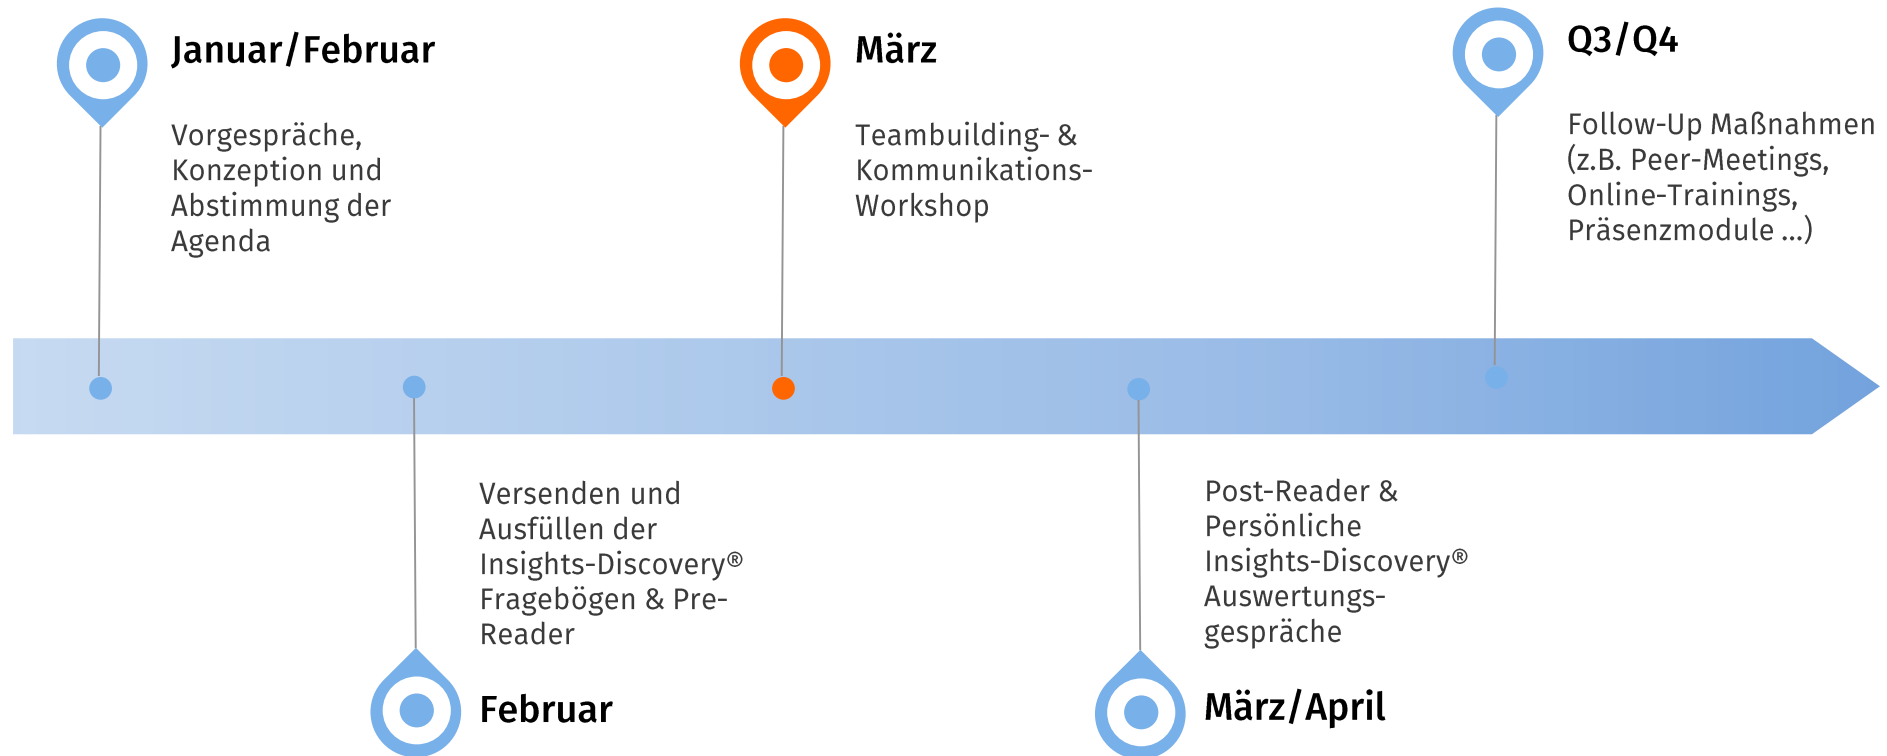 Januar/Februar
Vorgespräche,
Konzeption und
Abstimmung der
Agenda
Versenden und
Ausfüllen der
Insights-Discovery®
Fragebögen & Pre-
Reader
Februar
März
Teambuilding- &
Kommunikations-
Workshop
Post-Reader &
Persönliche
Insights-Discovery®
Auswertungs-
gespräche
März/April
Q3/Q4
Follow-Up Maßnahmen
(z.B. Peer-Meetings,
Online-Trainings,
Präsenzmodule ...)